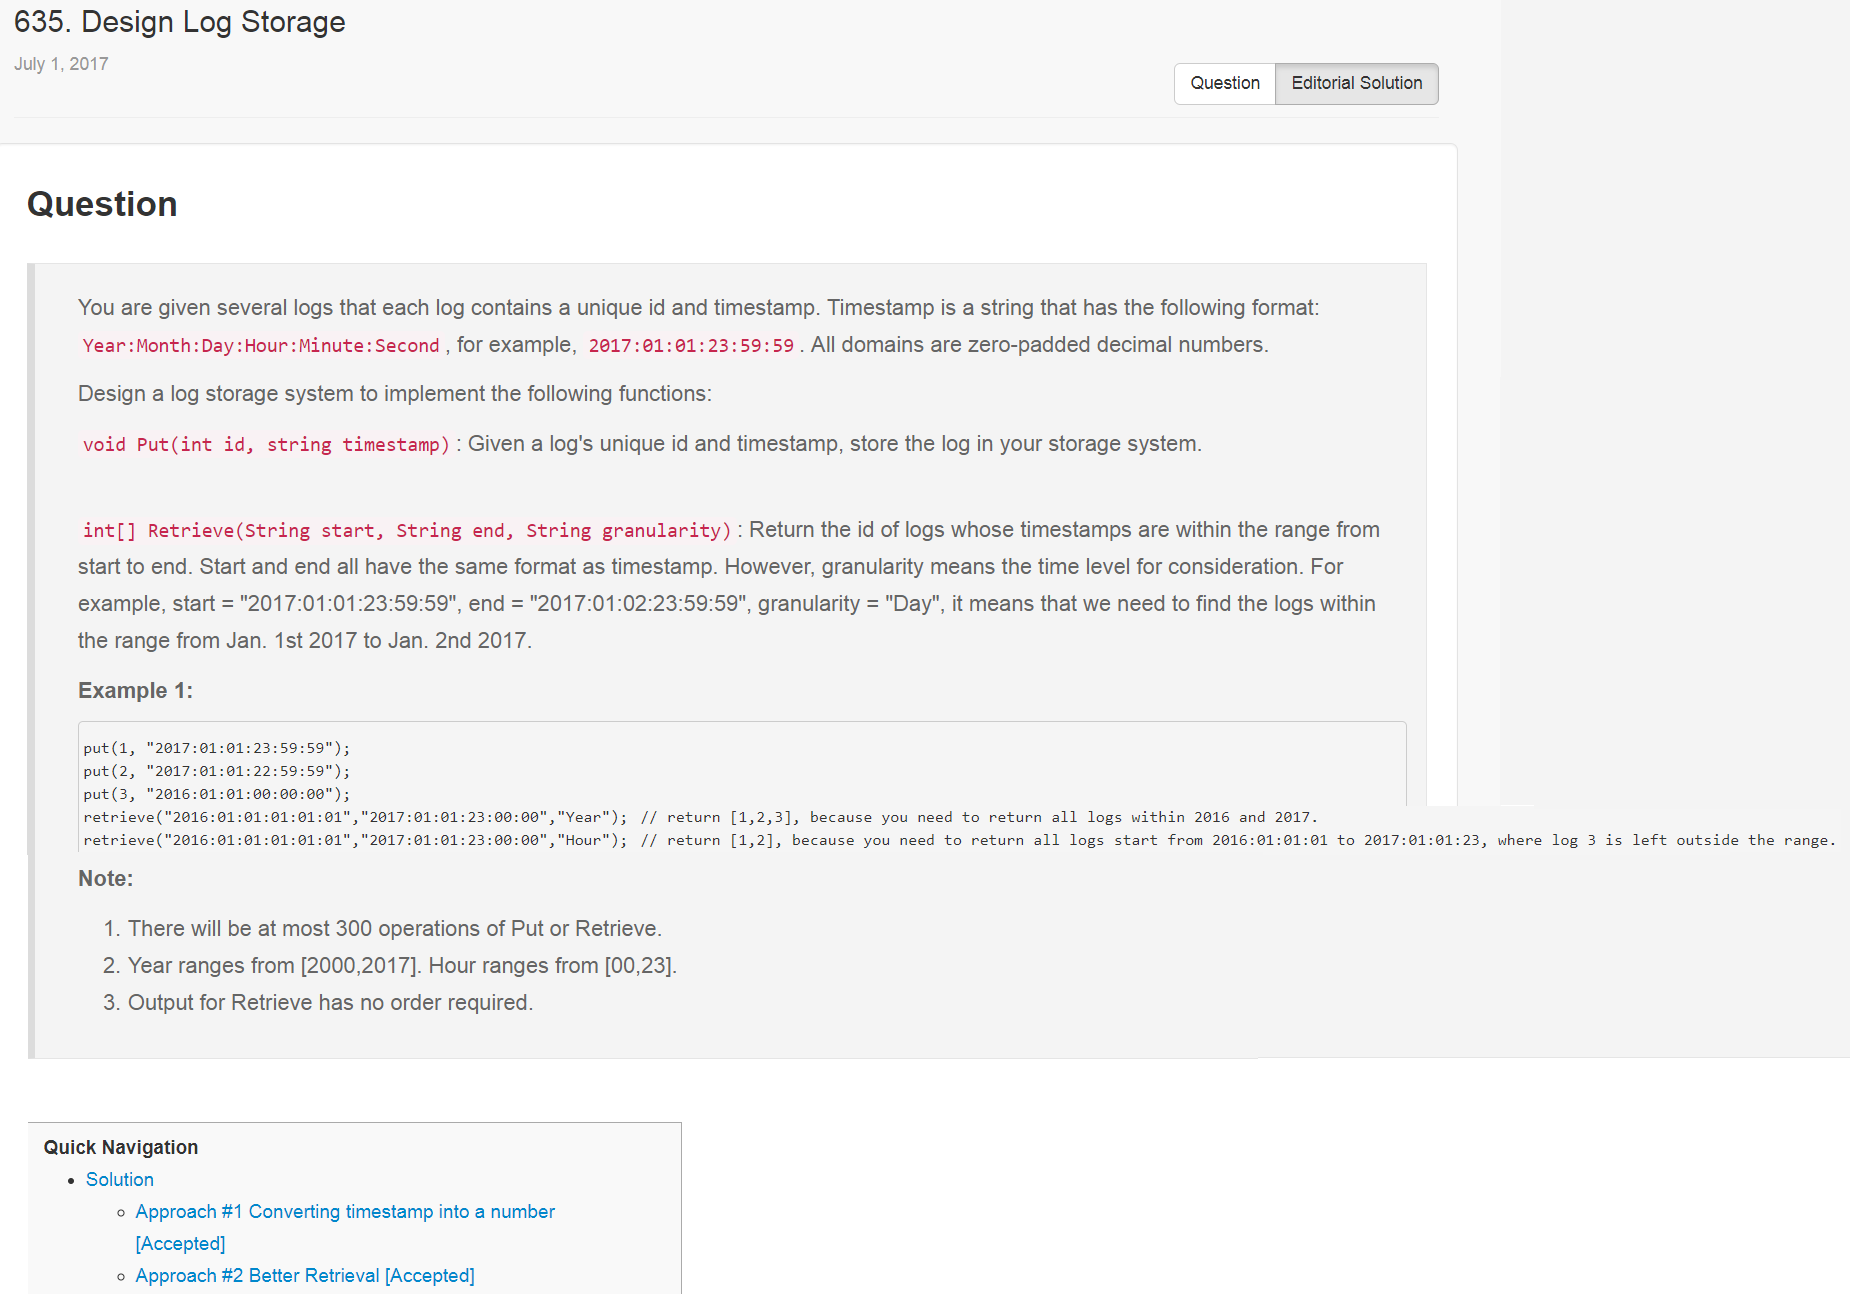 635. Design Log Storage
July 1, 2017
Question
Editorial Solution
Question
You are given several logs that each log contains a unique id and timestamp. Timestamp is a string that has the following format:
Year:Month:Day:Hour:Minute:Second , for example, 2017:01:01:23:59:59 . All domains are zero-padded decimal numbers.
Design a log storage system to implement the following functions:
void Put(int id, string timestamp) : Given a log's unique id and timestamp, store the log in your storage system.
int[] Retrieve(String start, String end, String granularity) : Return the id of logs whose timestamps are within the range from
start to end. Start and end all have the same format as timestamp. However, granularity means the time level for consideration. For
example, start = "2017:01:01:23:59:59", end = "2017:01:02:23:59:59", granularity = "Day", it means that we need to find the logs within
the range from Jan. 1st 2017 to Jan. 2nd 2017.
Example 1:
put(1, "2017:01:01:23:59:59");
put(2, "2017:01:01:22:59:59");
put(3, "2016:01:01:00:00:00");
retrieve("2016:01:01:01:01:01","2017:01:01:23:00:00","Year"); // return [1,2,3], because you need to return all logs within 2016 and 2017.
retrieve("2016:01:01:01:01:01","2017:01:01:23:00:00","Hour"); // return [1,2], because you need to return all logs start from 2016:01:01:01 to 2017:01:01:23, where log 3 is left outside the range.
Note:
1. There will be at most 300 operations of Put or Retrieve.
2. Year ranges from [2000,2017]. Hour ranges from [00,23].
3. Output for Retrieve has no order required.
Quick Navigation
Solution
Approach #1 Converting timestamp into a number
[Accepted]
Approach #2 Better Retrieval [Accepted]